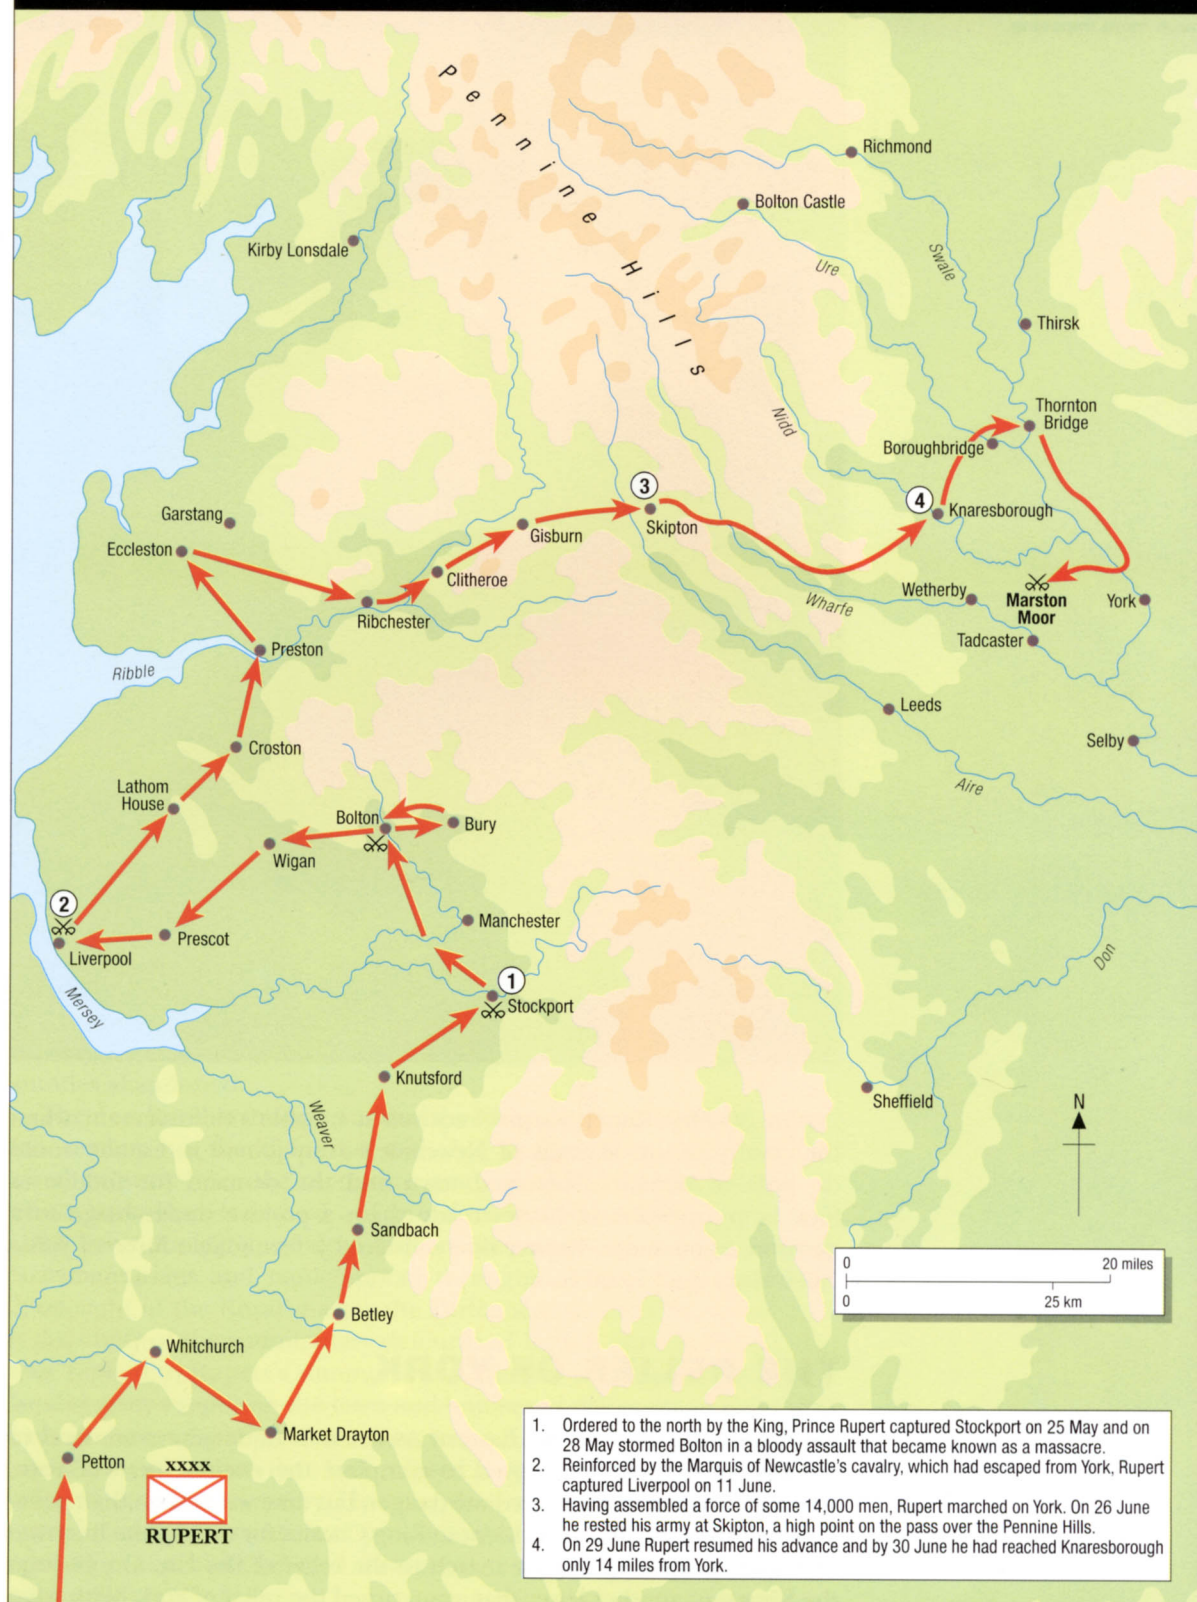 Pennine Hills
Richmond
Bolton Castle
Kirby Lonsdale
Swale
Ure
Thirsk
Thornton
Bridge
Nidd
Boroughbridge
3
4
Knaresborough
Garstang
Skipton
Gisburn
Eccleston
Clitheroe
Wetherby
Marston
Moor
York
Wharfe
Ribchester
Tadcaster
Preston
Ribble
Leeds
Selby
Croston
Aire
Lathom
House
Bolton
Bury
Wigan
2
Manchester
Prescot
Liverpool
Don
1
Stockport
Mersey
Knutsford
Sheffield
N
Weaver
Sandbach
0 20 miles
0 25 km
Betley
Whitchurch
Market Drayton
Petton
XXXX
RUPERT
1. Ordered to the north by the King, Prince Rupert captured Stockport on 25 May and on
28 May stormed Bolton in a bloody assault that became known as a massacre.
2. Reinforced by the Marquis of Newcastle's cavalry, which had escaped from York, Rupert
captured Liverpool on 11 June.
3. Having assembled a force of some 14,000 men, Rupert marched on York. On 26 June
he rested his army at Skipton, a high point on the pass over the Pennine Hills.
4. On 29 June Rupert resumed his advance and by 30 June he had reached Knaresborough
only 14 miles from York.